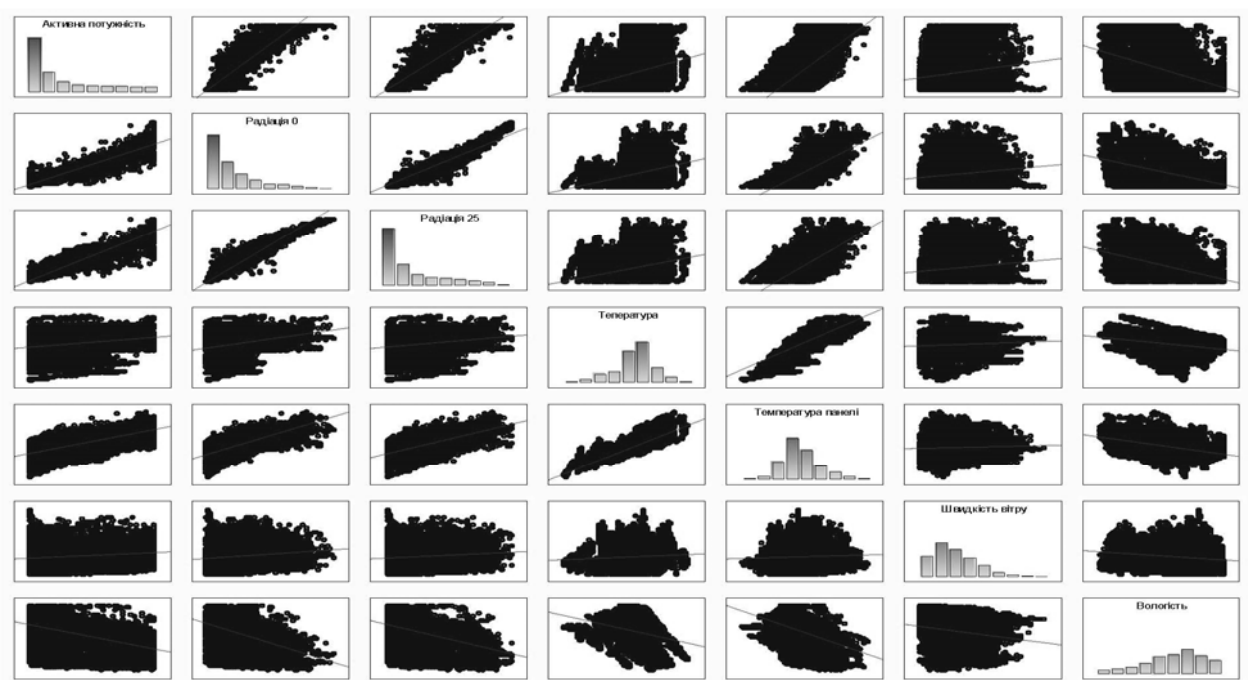 Активна потужність
Радіація 0
Радіація 25
Температура
Температура панелі
Швидкість вітру
Вологість